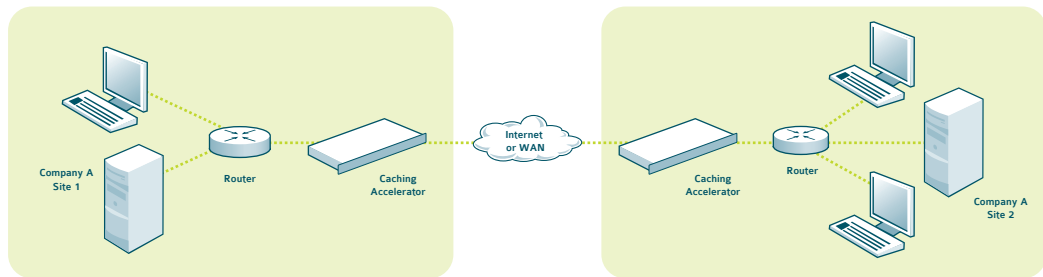 Company A
Site 1
Router
Caching
Accelerator
Internet
or WAN
Caching
Accelerator
Router
Company A
Site 2